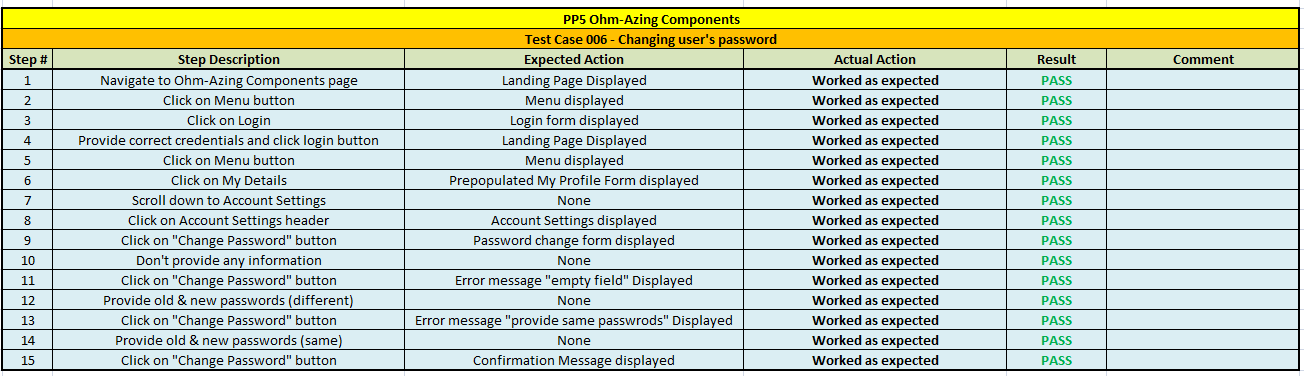 PP5 Ohm-Azing Components
Test Case 006 - Changing user's password
Step # Step Description Expected Action Actual Action Result Comment
1 Navigate to Ohm-Azing Components page Landing Page Displayed Worked as expected PASS
2 Click on Menu button Menu displayed Worked as expected PASS
3 Click on Login Login form displayed Worked as expected PASS
4 Provide correct credentials and click login button Landing Page Displayed Worked as expected PASS
5 Click on Menu button Menu displayed Worked as expected PASS
6 Click on My Details Prepopulated My Profile Form displayed Worked as expected PASS
7 Scroll down to Account Settings None Worked as expected PASS
8 Click on Account Settings header Account Settings displayed Worked as expected PASS
9 Click on "Change Password" button Password change form displayed Worked as expected PASS
10 Don't provide any information None Worked as expected PASS
11 Click on "Change Password" button Error message "empty field" Displayed Worked as expected PASS
12 Provide old & new passwords (different) None Worked as expected PASS
13 Click on "Change Password" button Error message "provide same passwrods" Displayed Worked as expected PASS
14 Provide old & new passwords (same) None Worked as expected PASS
15 Click on "Change Password" button Confirmation Message displayed Worked as expected PASS